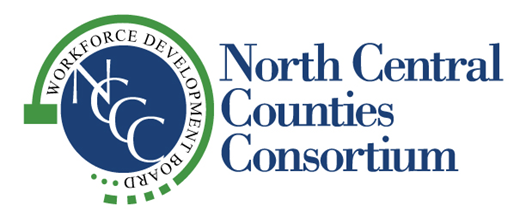 WORKFORCE DEVELOPMENT BOARD
NCCC
North Central
Counties
Consortium